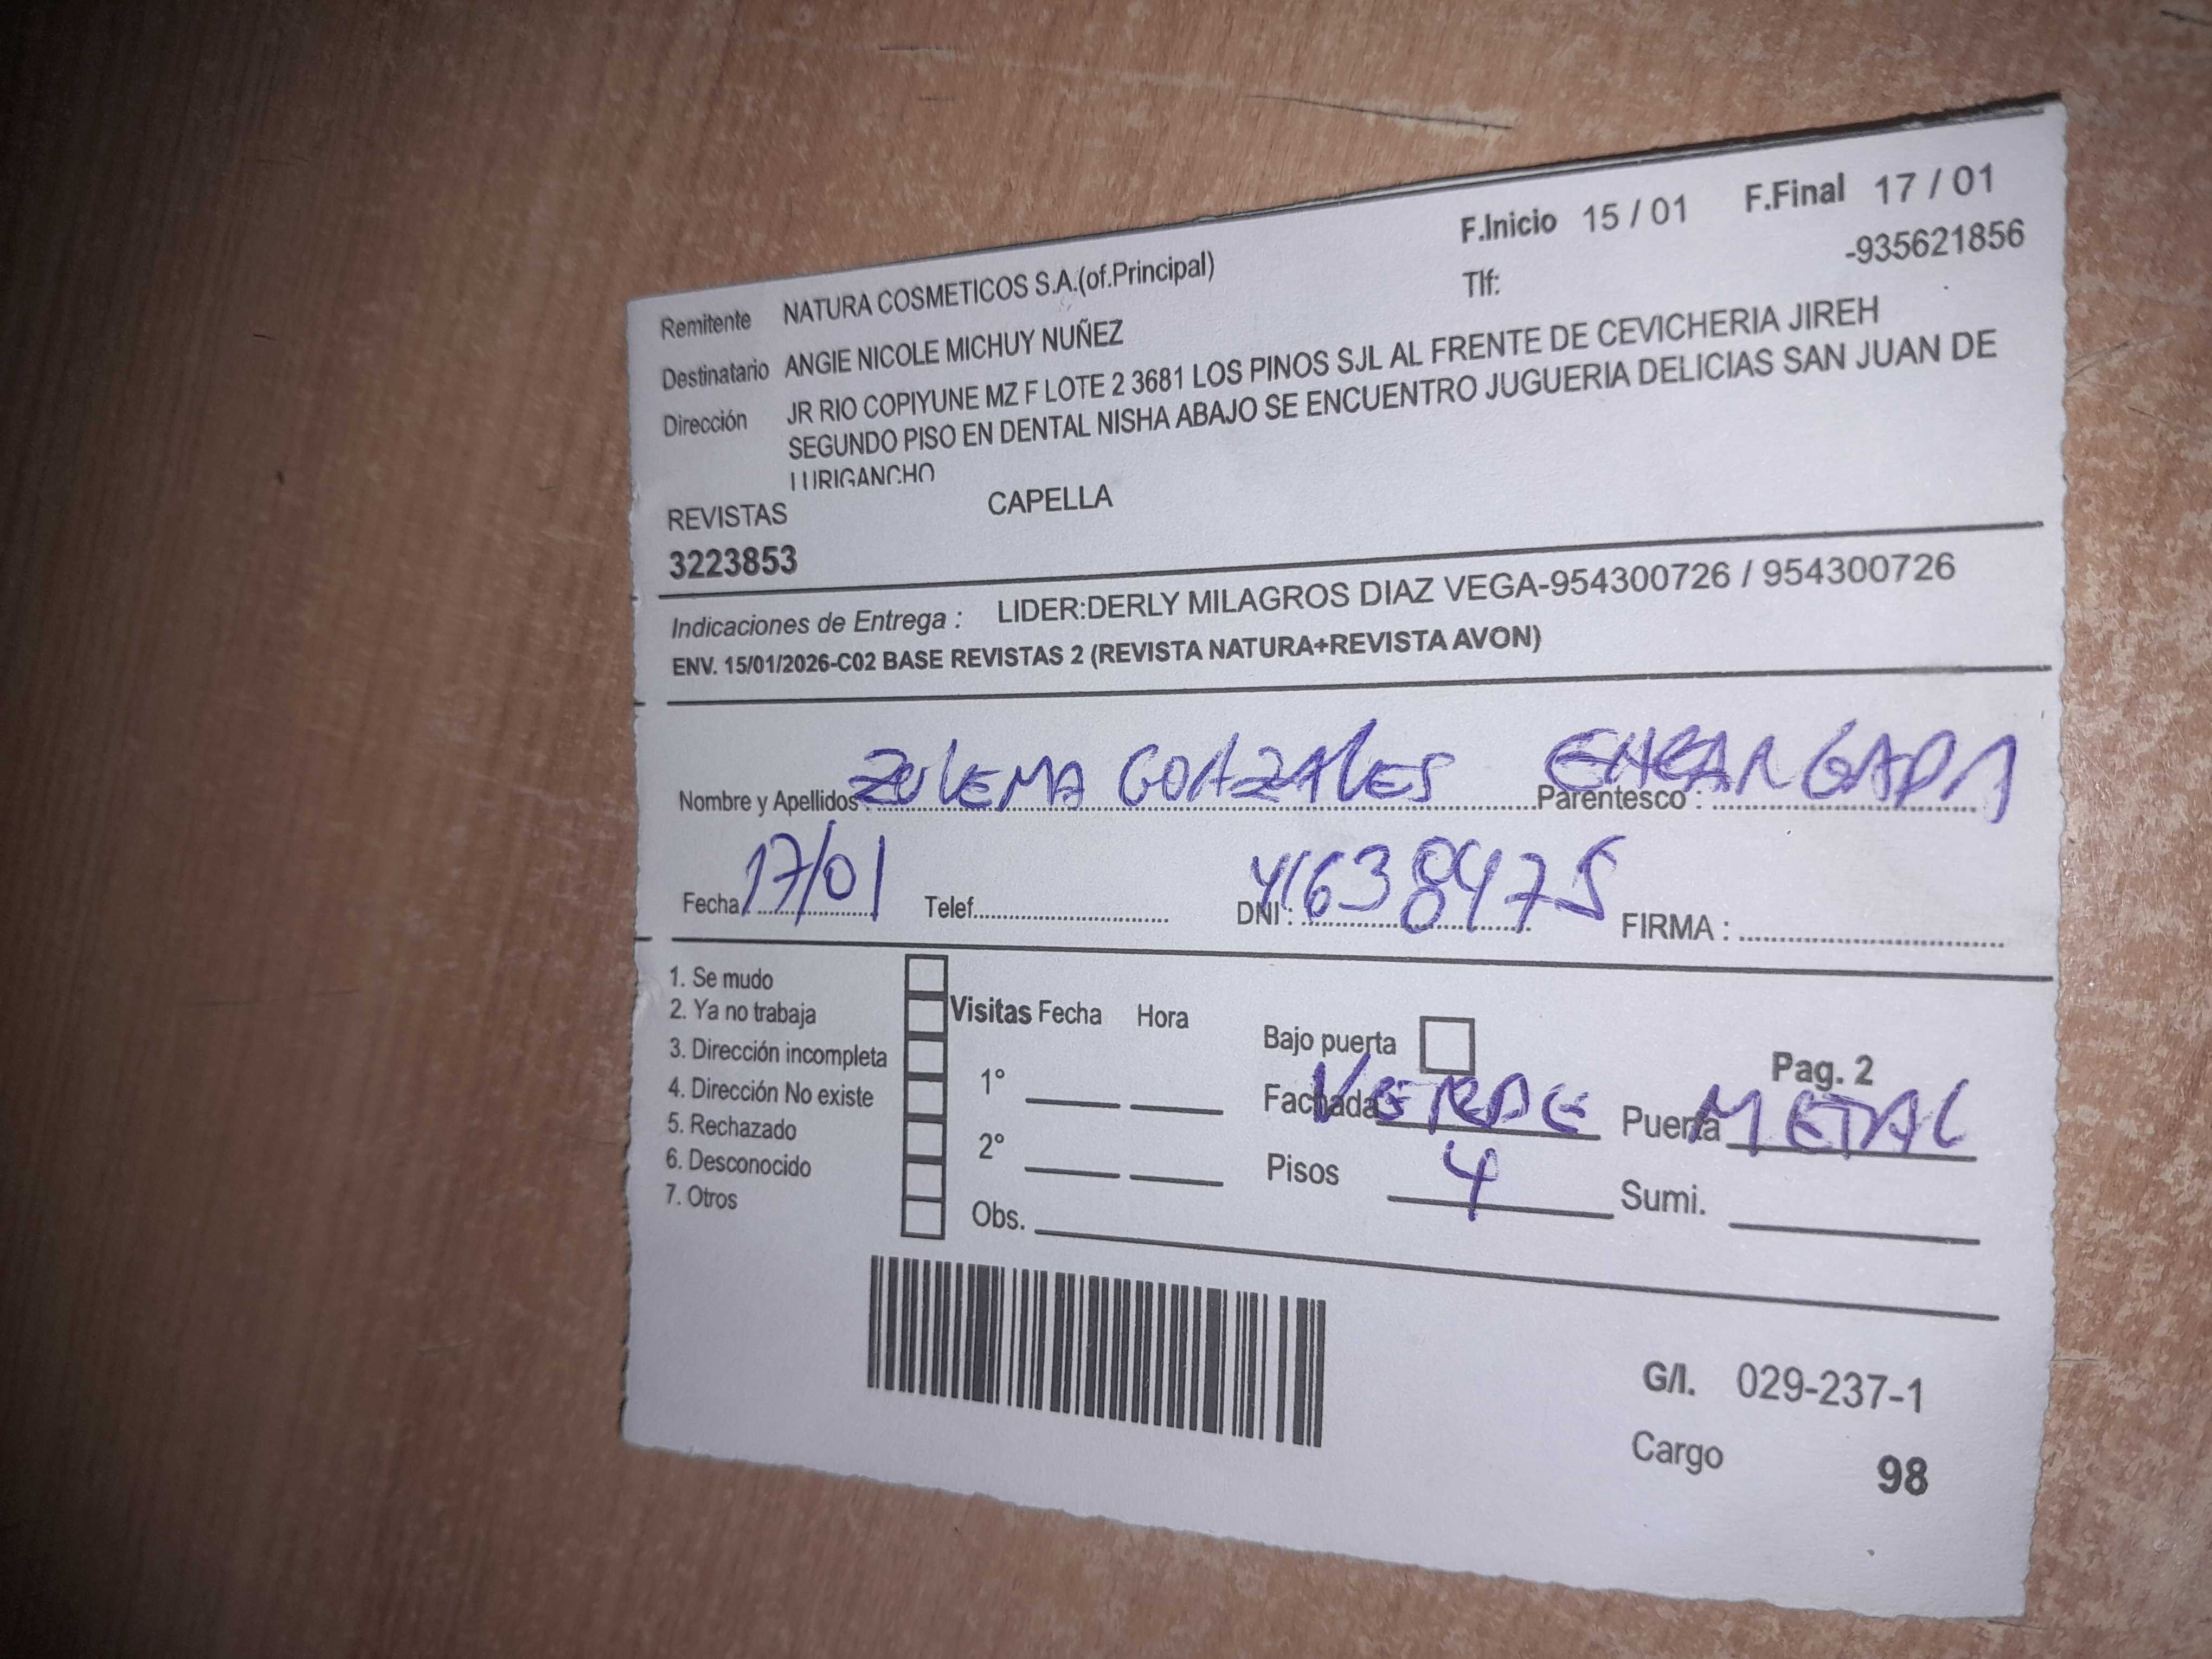 F.Inicio 15 / 01 F.Final 17 / 01
Remitente NATURA COSMETICOS S.A.(of.Principal) Tlf: -935621856
Destinatario ANGIE NICOLE MICHUY NUÑEZ
Dirección JR RIO COPIYUNE MZ F LOTE 2 3681 LOS PINOS SJL AL FRENTE DE CEVICHERIA JIREH
SEGUNDO PISO EN DENTAL NISHA ABAJO SE ENCUENTRO JUGUERIA DELICIAS SAN JUAN DE
LURIGANCHO
REVISTAS CAPELLA
3223853
Indicaciones de Entrega : LIDER:DERLY MILAGROS DIAZ VEGA-954300726 / 954300726
ENV. 15/01/2026-C02 BASE REVISTAS 2 (REVISTA NATURA+REVISTA AVON)
Nombre y Apellidos : ZULEMA GONZALES Parentesco : ENCARGADA
Fecha 17/01 Telef. DNI : 41638475 FIRMA :
1. Se mudo
2. Ya no trabaja Visitas Fecha Hora Bajo puerta
3. Dirección incompleta 1° Pag. 2
4. Dirección No existe Fachada VERDE Puerta METAL
5. Rechazado 2°
6. Desconocido Pisos 4 Sumi.
7. Otros Obs.
G/I. 029-237-1
Cargo 98